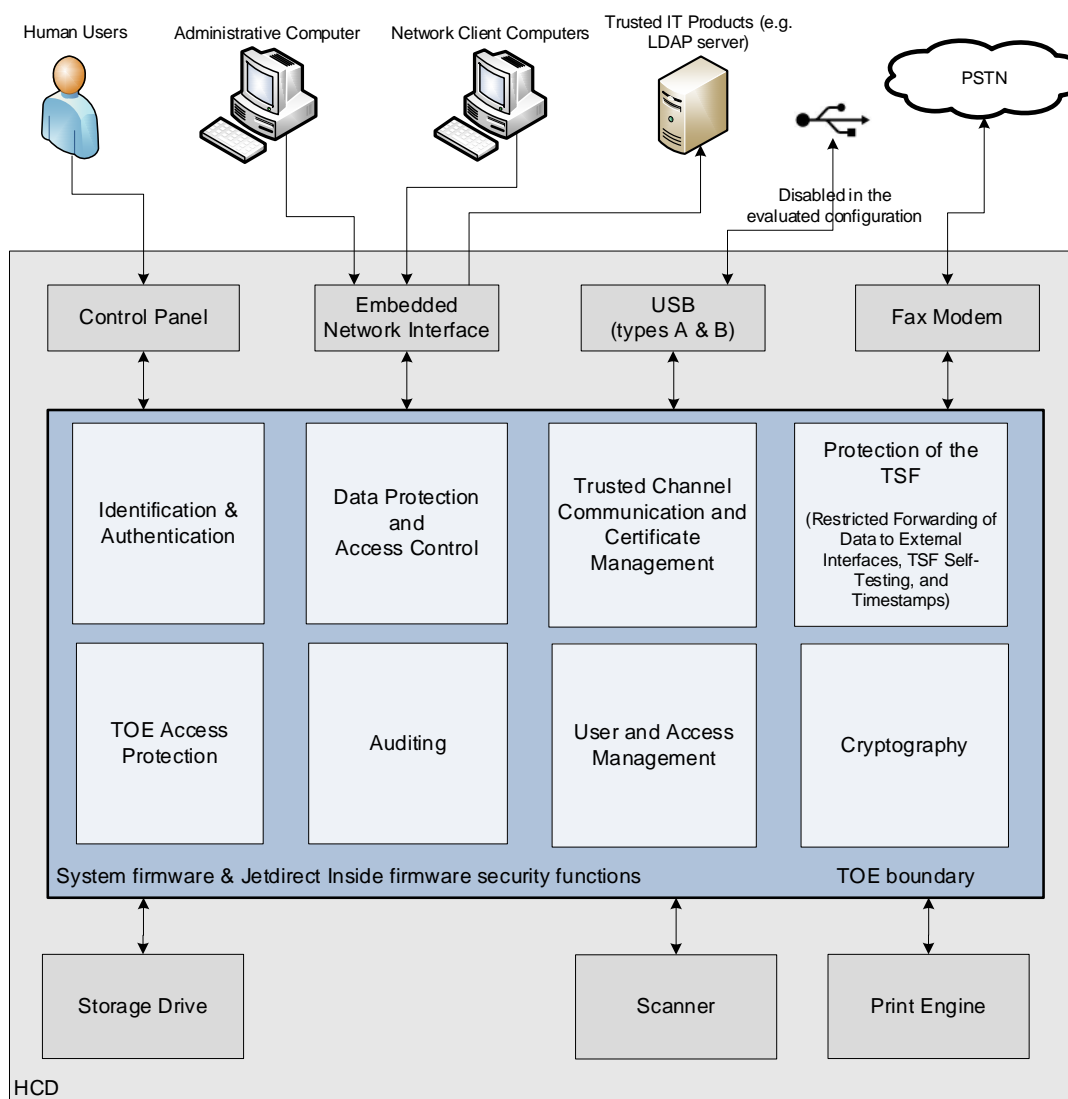 Human Users
Administrative Computer
Network Client Computers
Trusted IT Products (e.g.
LDAP server)
PSTN
Disabled in the
evaluated configuration
Control Panel
Embedded
Network Interface
USB
(types A & B)
Fax Modem
Identification &
Authentication
Data Protection
and
Access Control
Trusted Channel
Communication and
Certificate
Management
Protection of the
TSF
(Restricted Forwarding of
Data to External
Interfaces, TSF Self-
Testing, and
Timestamps)
TOE Access
Protection
Auditing
User and Access
Management
Cryptography
System firmware & Jetdirect Inside firmware security functions
TOE boundary
Storage Drive
Scanner
Print Engine
HCD